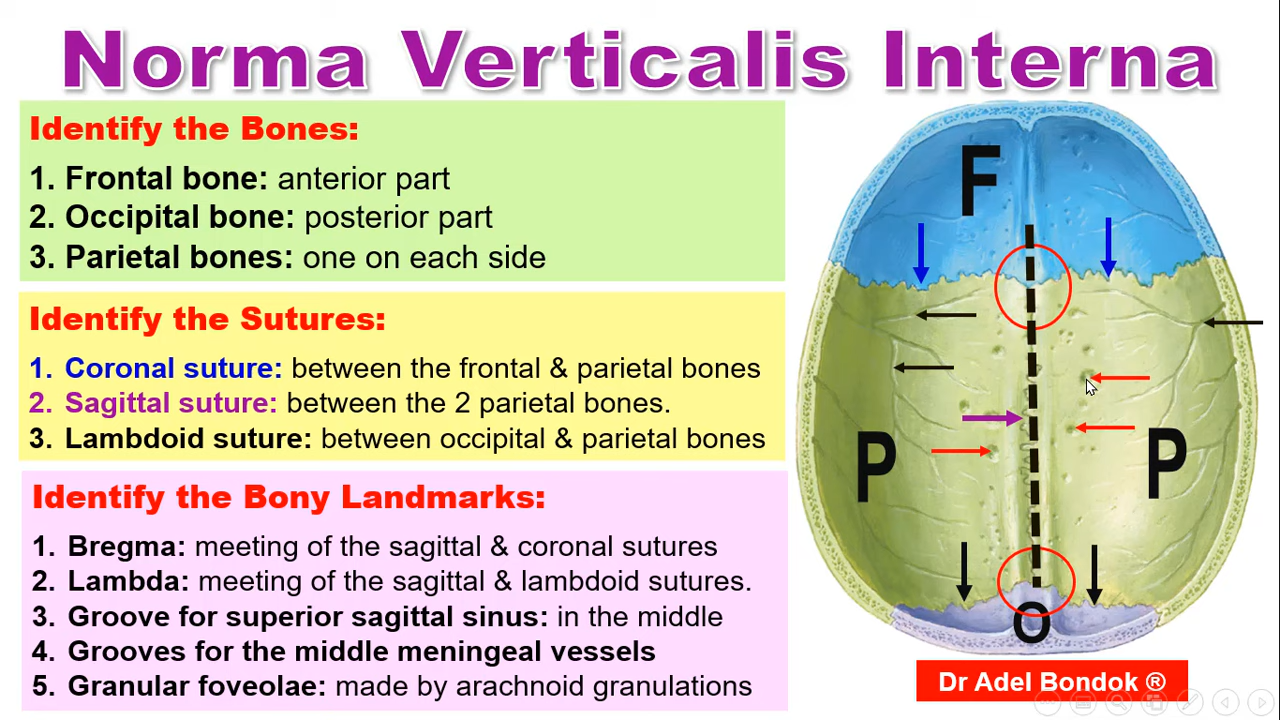 Norma Verticalis Interna
Identify the Bones:
1. Frontal bone: anterior part
2. Occipital bone: posterior part
3. Parietal bones: one on each side
Identify the Sutures:
1. Coronal suture: between the frontal & parietal bones
2. Sagittal suture: between the 2 parietal bones.
3. Lambdoid suture: between occipital & parietal bones
Identify the Bony Landmarks:
1. Bregma: meeting of the sagittal & coronal sutures
2. Lambda: meeting of the sagittal & lambdoid sutures.
3. Groove for superior sagittal sinus: in the middle
4. Grooves for the middle meningeal vessels
5. Granular foveolae: made by arachnoid granulations
F
P
P
O
Dr Adel Bondok ®